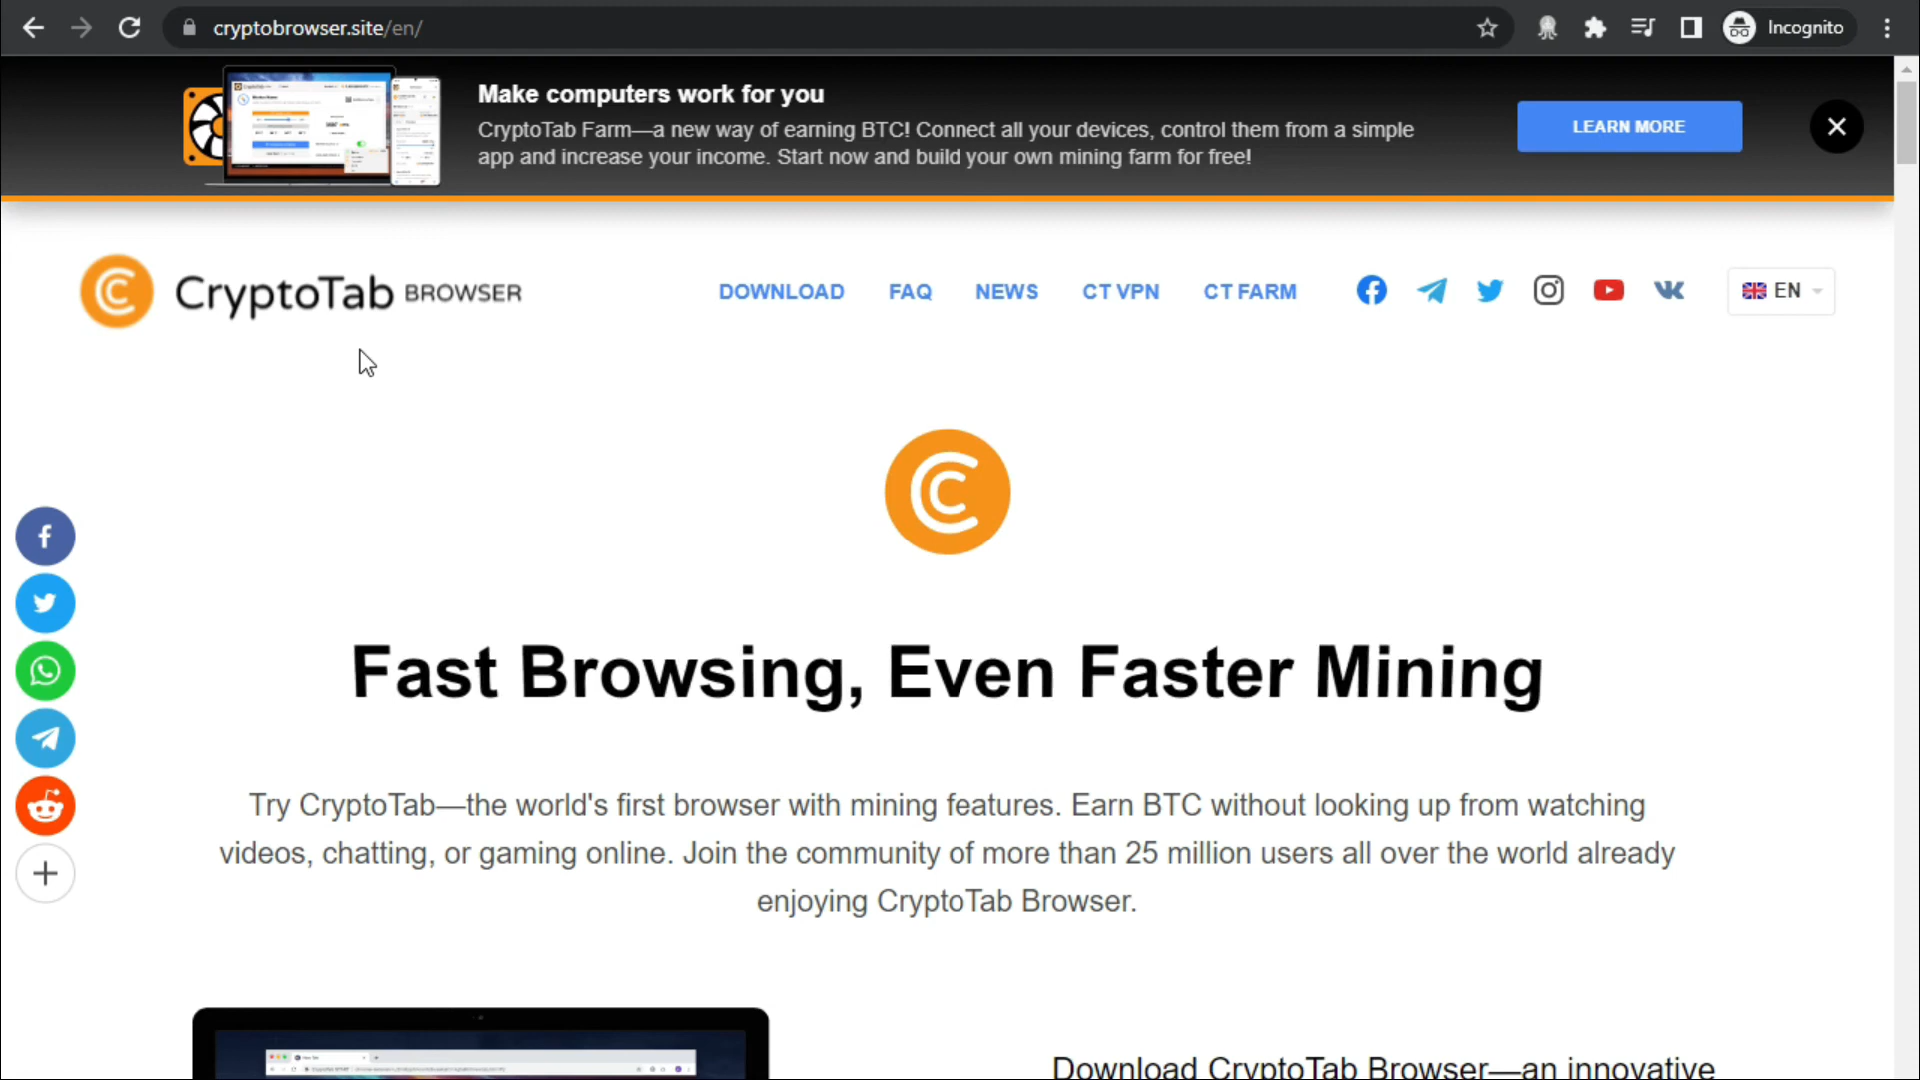 cryptobrowser.site/en/
Incognito
Make computers work for you
CryptoTab Farm—a new way of earning BTC! Connect all your devices, control them from a simple
app and increase your income. Start now and build your own mining farm for free!
LEARN MORE
CryptoTab BROWSER
DOWNLOAD
FAQ
NEWS
CT VPN
CT FARM
EN
Fast Browsing, Even Faster Mining
Try CryptoTab—the world's first browser with mining features. Earn BTC without looking up from watching
videos, chatting, or gaming online. Join the community of more than 25 million users all over the world already
enjoying CryptoTab Browser.
Download CryptoTab Browser—an innovative